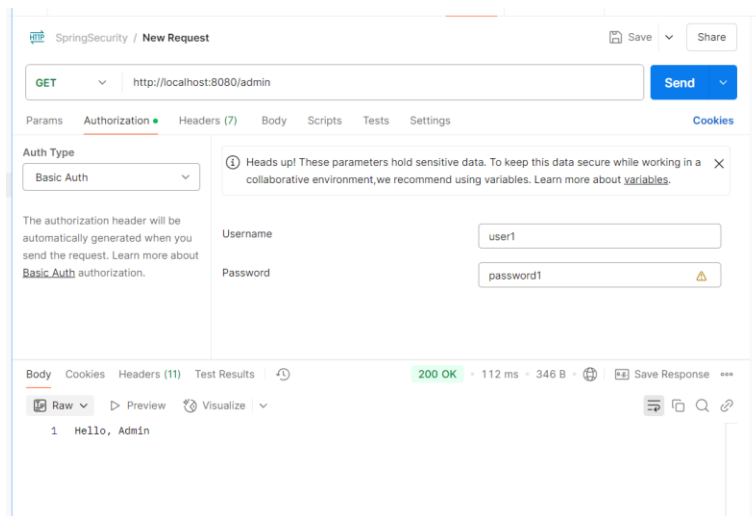 HTTP SpringSecurity / New Request Save Share
GET http://localhost:8080/admin Send
Params Authorization Headers (7) Body Scripts Tests Settings Cookies
Auth Type
Basic Auth
The authorization header will be
automatically generated when you
send the request. Learn more about
Basic Auth authorization.
Heads up! These parameters hold sensitive data. To keep this data secure while working in a
collaborative environment,we recommend using variables. Learn more about variables.
Username user1
Password password1
Body Cookies Headers (11) Test Results 200 OK • 112 ms • 346 B • Save Response
Raw Preview Visualize
1 Hello, Admin